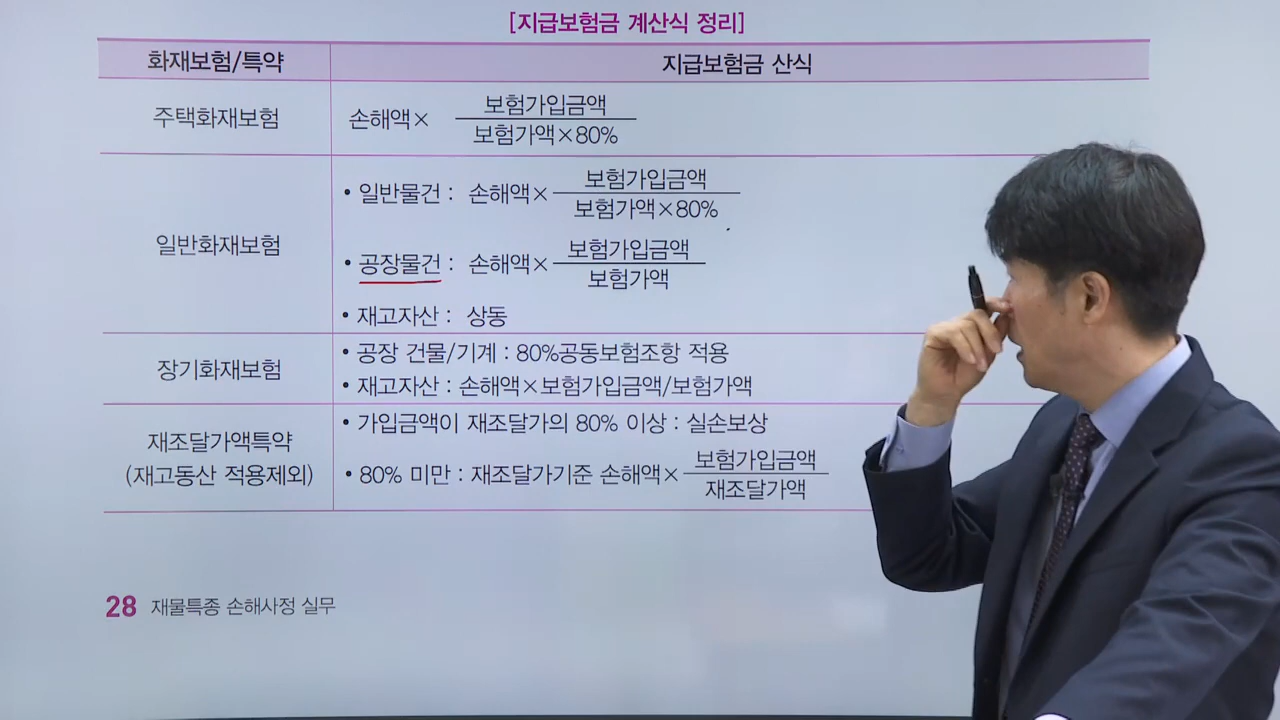 [지급보험금 계산식 정리]
화재보험/특약 지급보험금 산식
주택화재보험 손해액× 보험가입금액
보험가액×80%
일반화재보험
• 일반물건 : 손해액× 보험가입금액
보험가액×80%
• 공장물건 : 손해액× 보험가입금액
보험가액
• 재고자산 : 상동
장기화재보험
• 공장 건물/기계 : 80%공동보험조항 적용
• 재고자산 : 손해액×보험가입금액/보험가액
재조달가액특약
(재고동산 적용제외)
• 가입금액이 재조달가의 80% 이상 : 실손보상
• 80% 미만 : 재조달가기준 손해액× 보험가입금액
재조달가액
28 재물특종 손해사정 실무